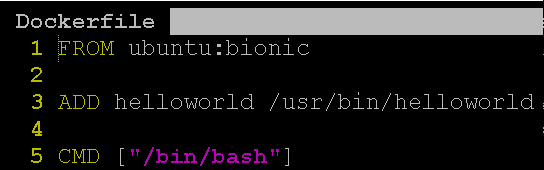 Dockerfile
1 FROM ubuntu:bionic
2
3 ADD helloworld /usr/bin/helloworld
4
5 CMD ["/bin/bash"]